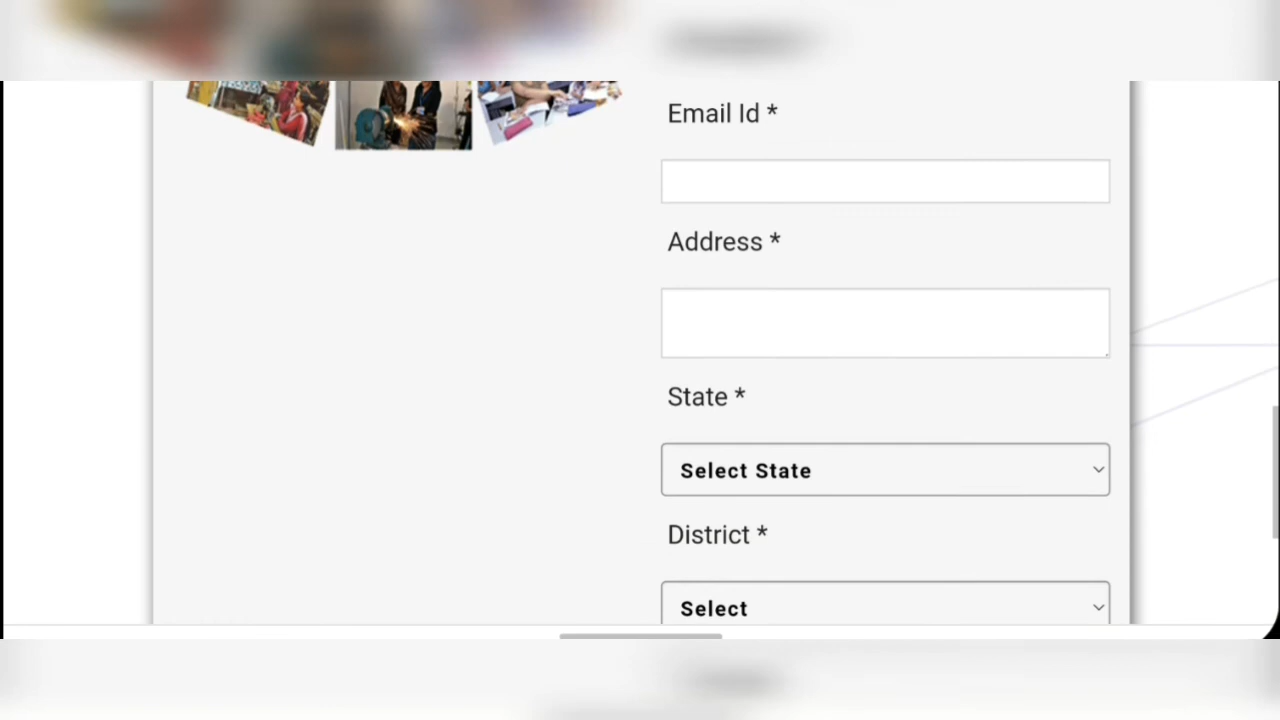 Email Id *
Address *
State *
Select State
District *
Select